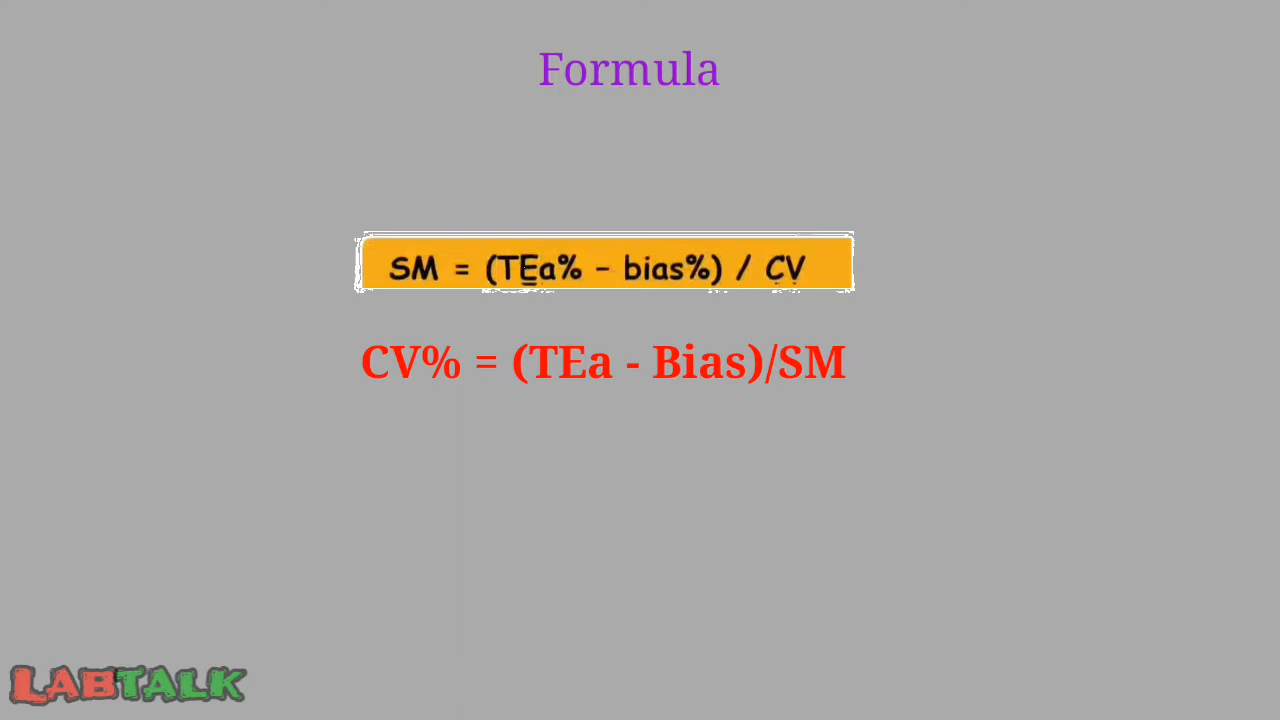 Formula
SM = (TEa% - bias%) / CV
CV% = (TEa - Bias)/SM
LABTALK